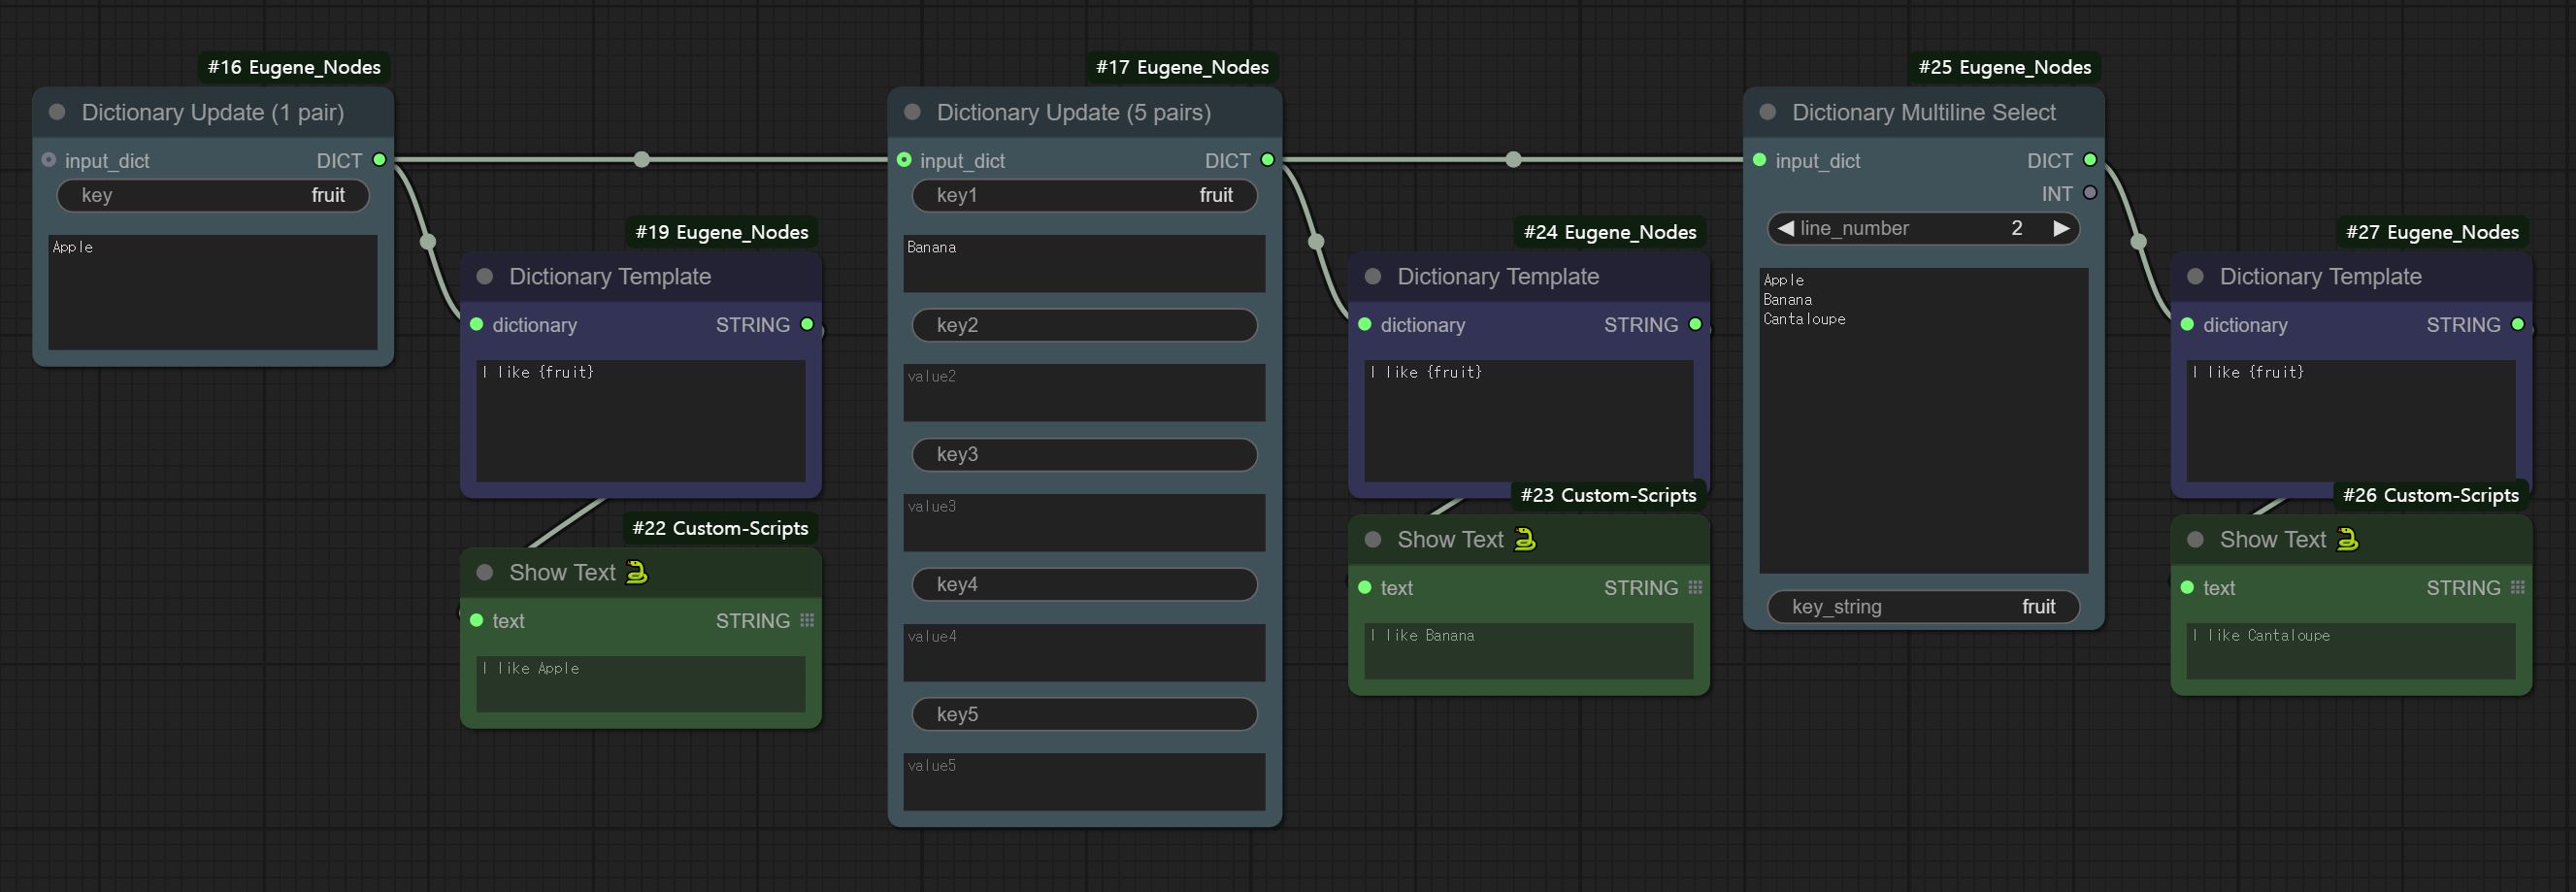 #16 Eugene_Nodes
Dictionary Update (1 pair)
input_dict
DICT
key
fruit
Apple
#19 Eugene_Nodes
Dictionary Template
dictionary
STRING
I like {fruit}
#22 Custom-Scripts
Show Text
text
STRING
I like Apple
#17 Eugene_Nodes
Dictionary Update (5 pairs)
input_dict
DICT
key1
fruit
Banana
key2
value2
key3
value3
key4
value4
key5
value5
#24 Eugene_Nodes
Dictionary Template
dictionary
STRING
I like {fruit}
#23 Custom-Scripts
Show Text
text
STRING
I like Banana
#25 Eugene_Nodes
Dictionary Multiline Select
input_dict
DICT
INT
line_number
2
Apple
Banana
Cantaloupe
key_string
fruit
#27 Eugene_Nodes
Dictionary Template
dictionary
STRING
I like {fruit}
#26 Custom-Scripts
Show Text
text
STRING
I like Cantaloupe